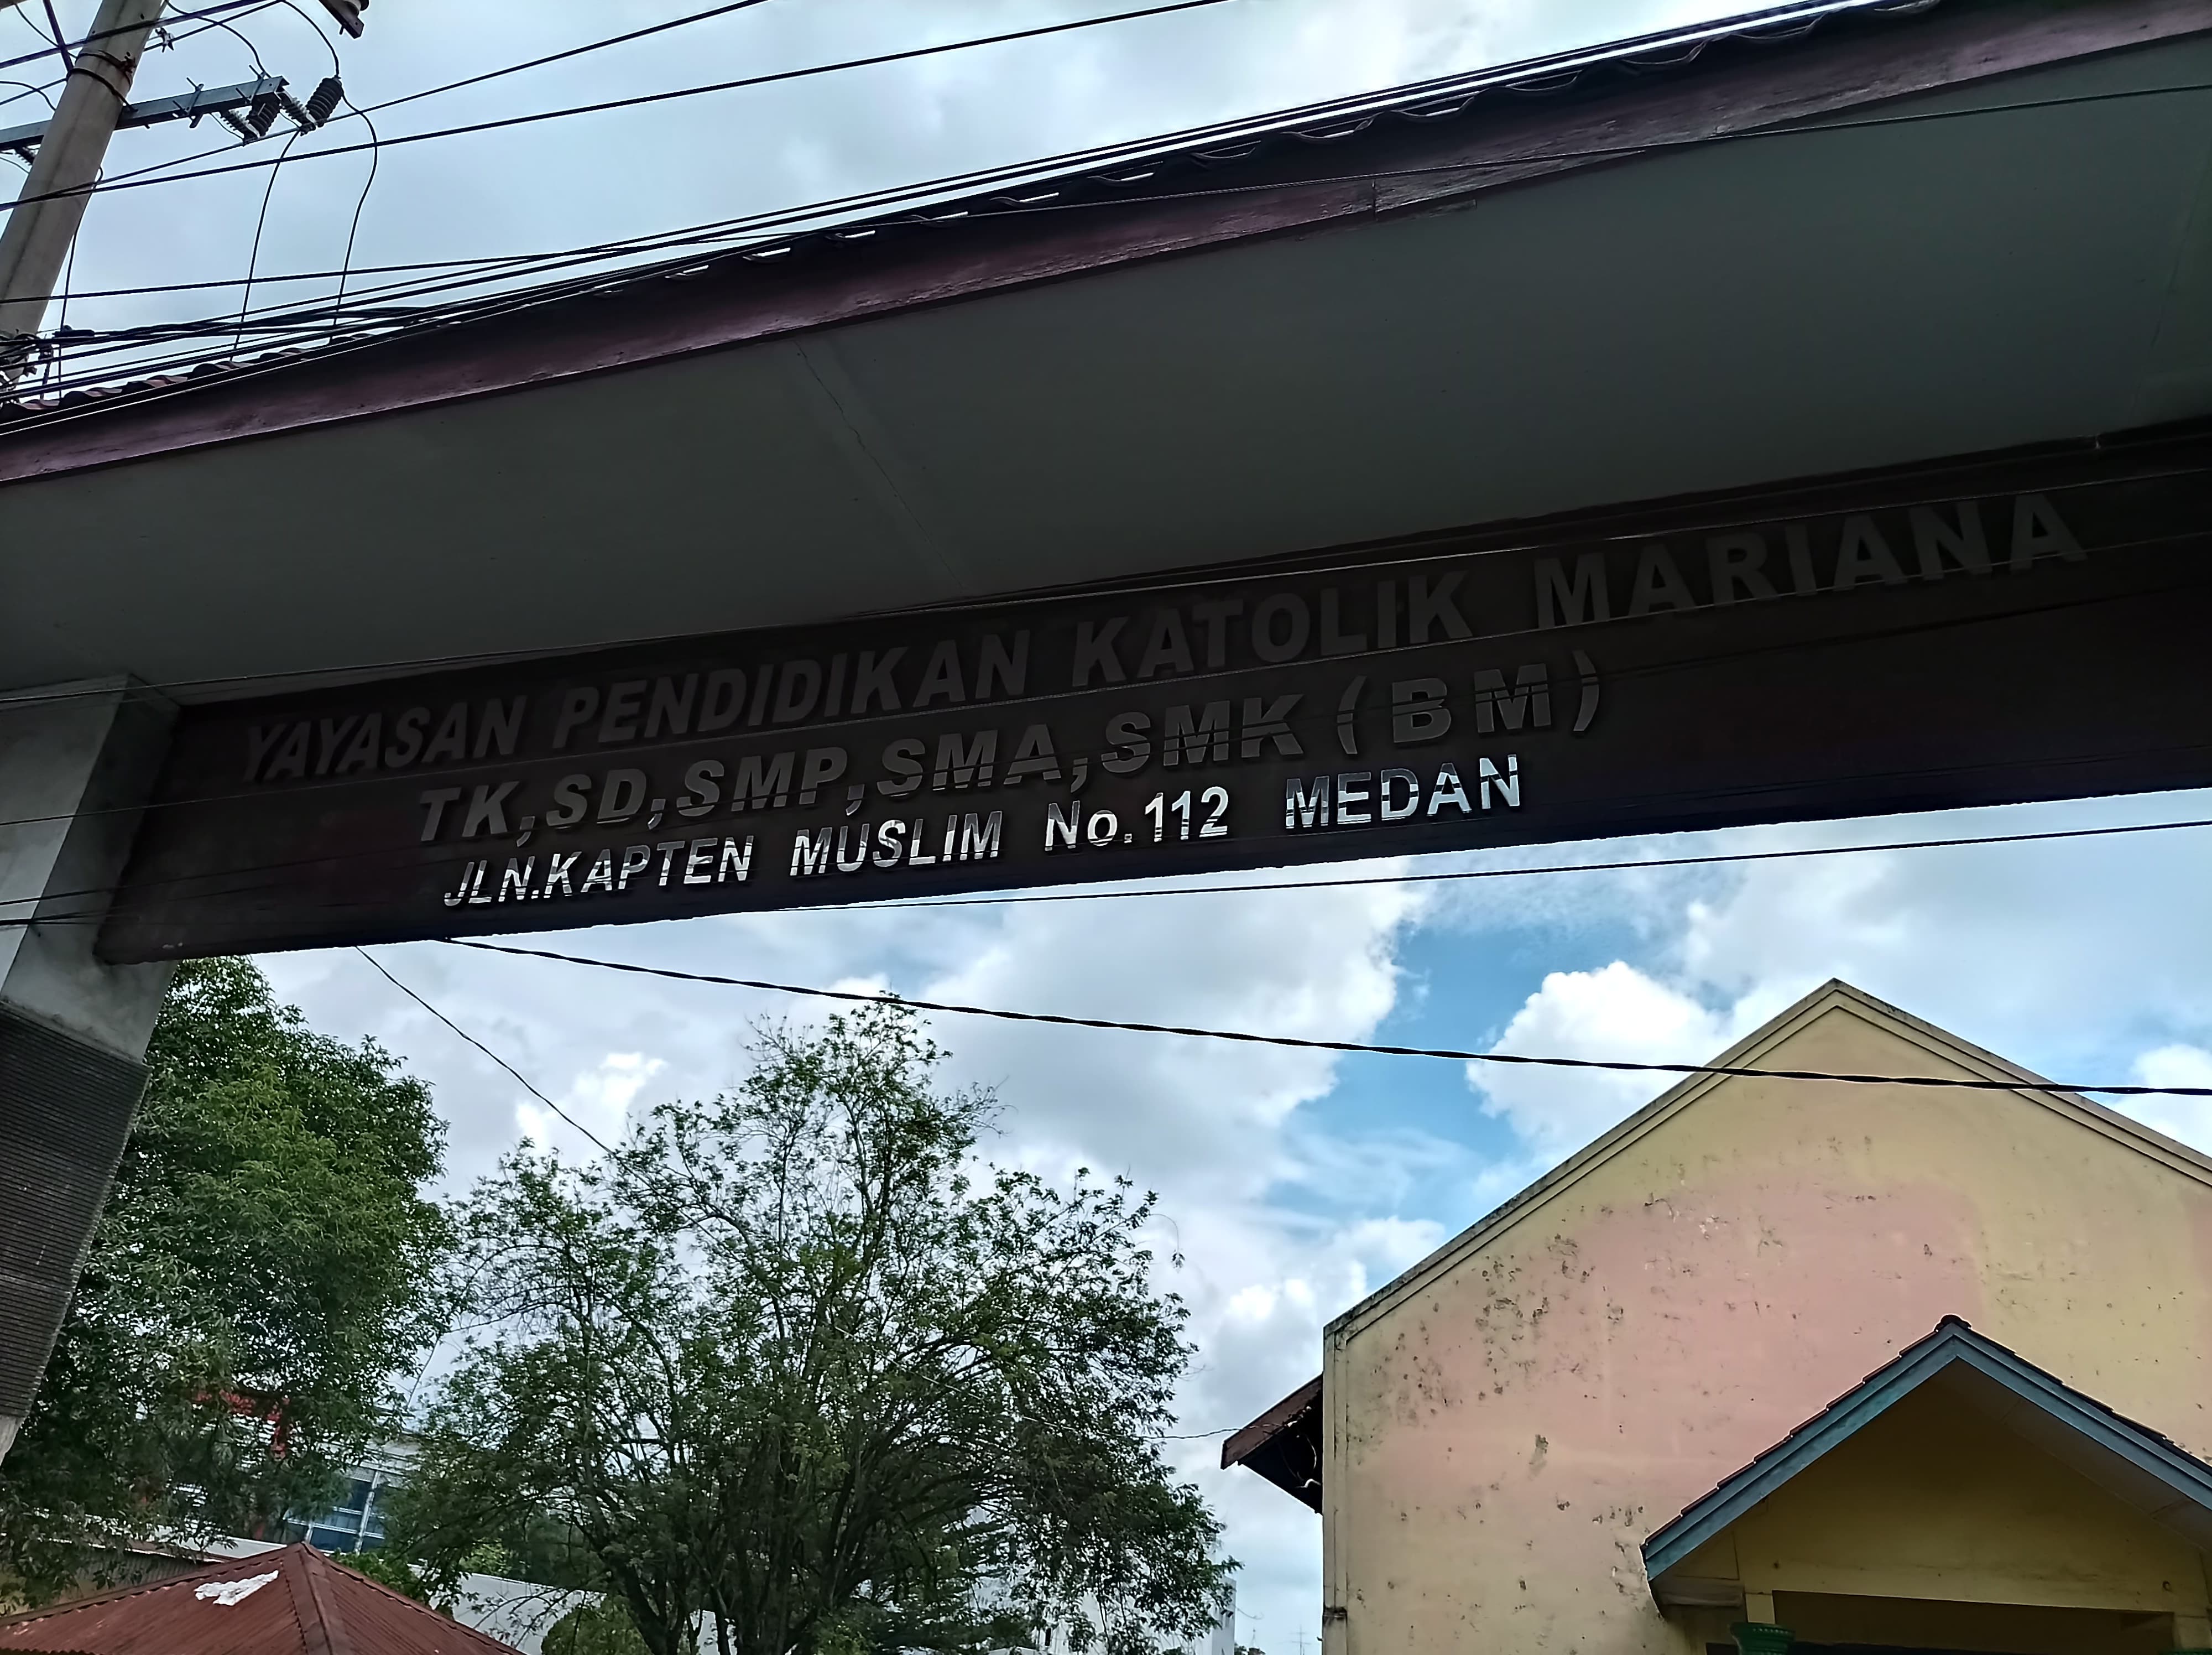 YAYASAN PENDIDIKAN KATOLIK MARIANA
TK,SD,SMP,SMA,SMK (BM)
JLN.KAPTEN MUSLIM No.112 MEDAN